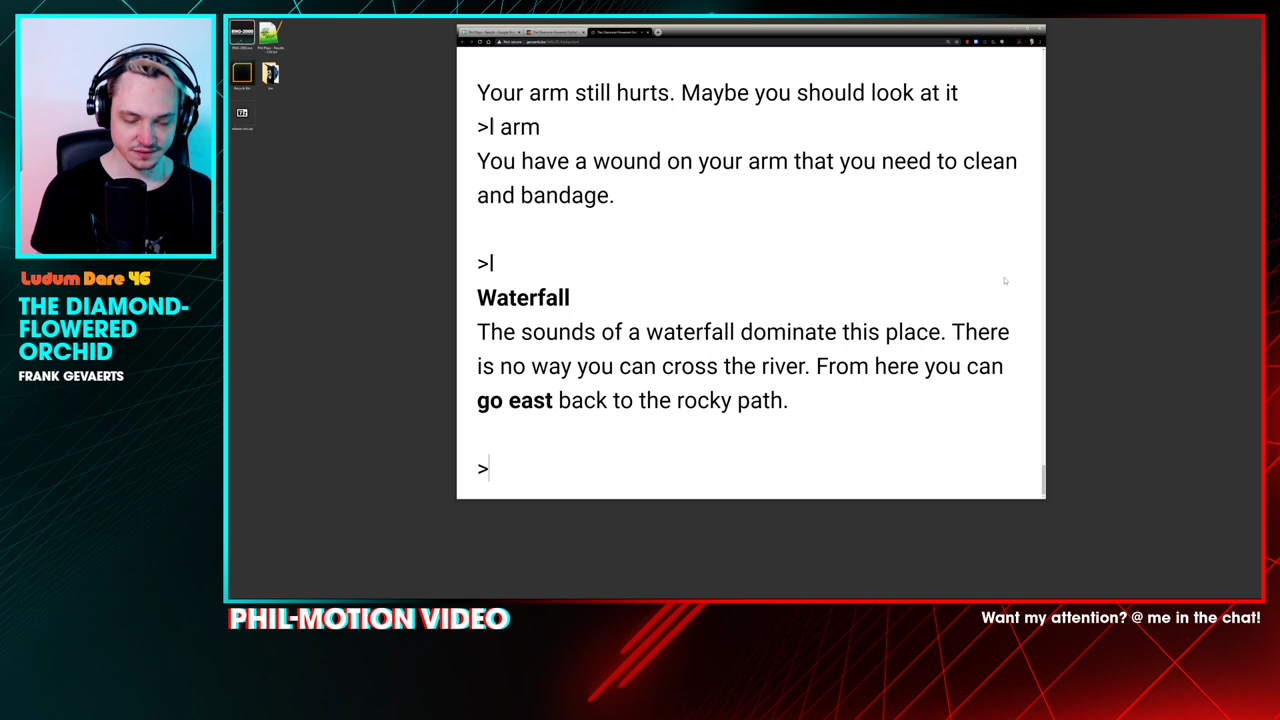 Your arm still hurts. Maybe you should look at it
>l arm
You have a wound on your arm that you need to clean
and bandage.
>l
Waterfall
The sounds of a waterfall dominate this place. There
is no way you can cross the river. From here you can
go east back to the rocky path.
>
Ludum Dare 46
THE DIAMOND-
FLOWERED
ORCHID
FRANK GEVAERTS
PHIL-MOTION VIDEO
Want my attention? @ me in the chat!